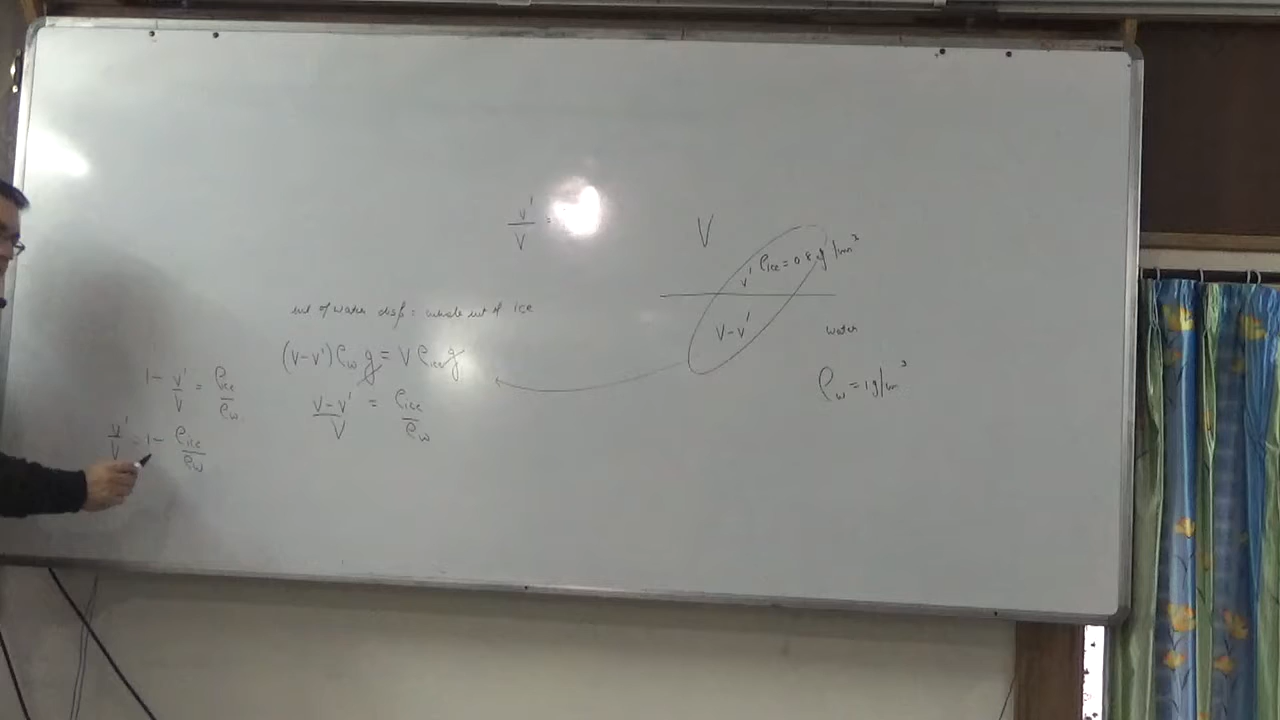 v'/V =
V
v' ρice = 0.8 g/cm³
V-v'
water
ρw = 1 g/cm³
wt of water disp = whole wt of ice
(V-v') ρw g = V ρice g
(V-v')/V = ρice/ρw
1 - v'/V = ρice/ρw
v'/V = 1 - ρice/ρw